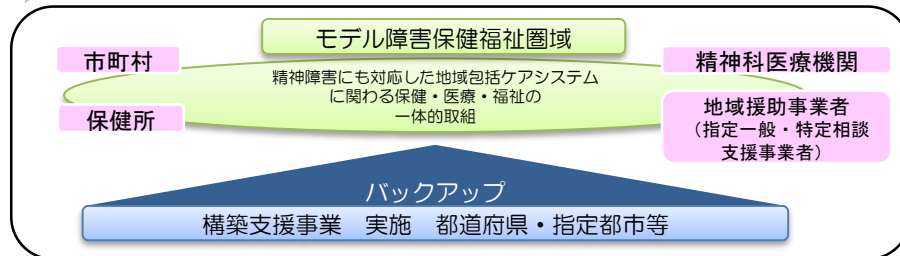 モデル障害保健福祉圏域
市町村
精神科医療機関
精神障害にも対応した地域包括ケアシステム
に関わる保健・医療・福祉の
一体的取組
保健所
地域援助事業者
（指定一般・特定相談
支援事業者）
バックアップ
構築支援事業　実施　都道府県・指定都市等